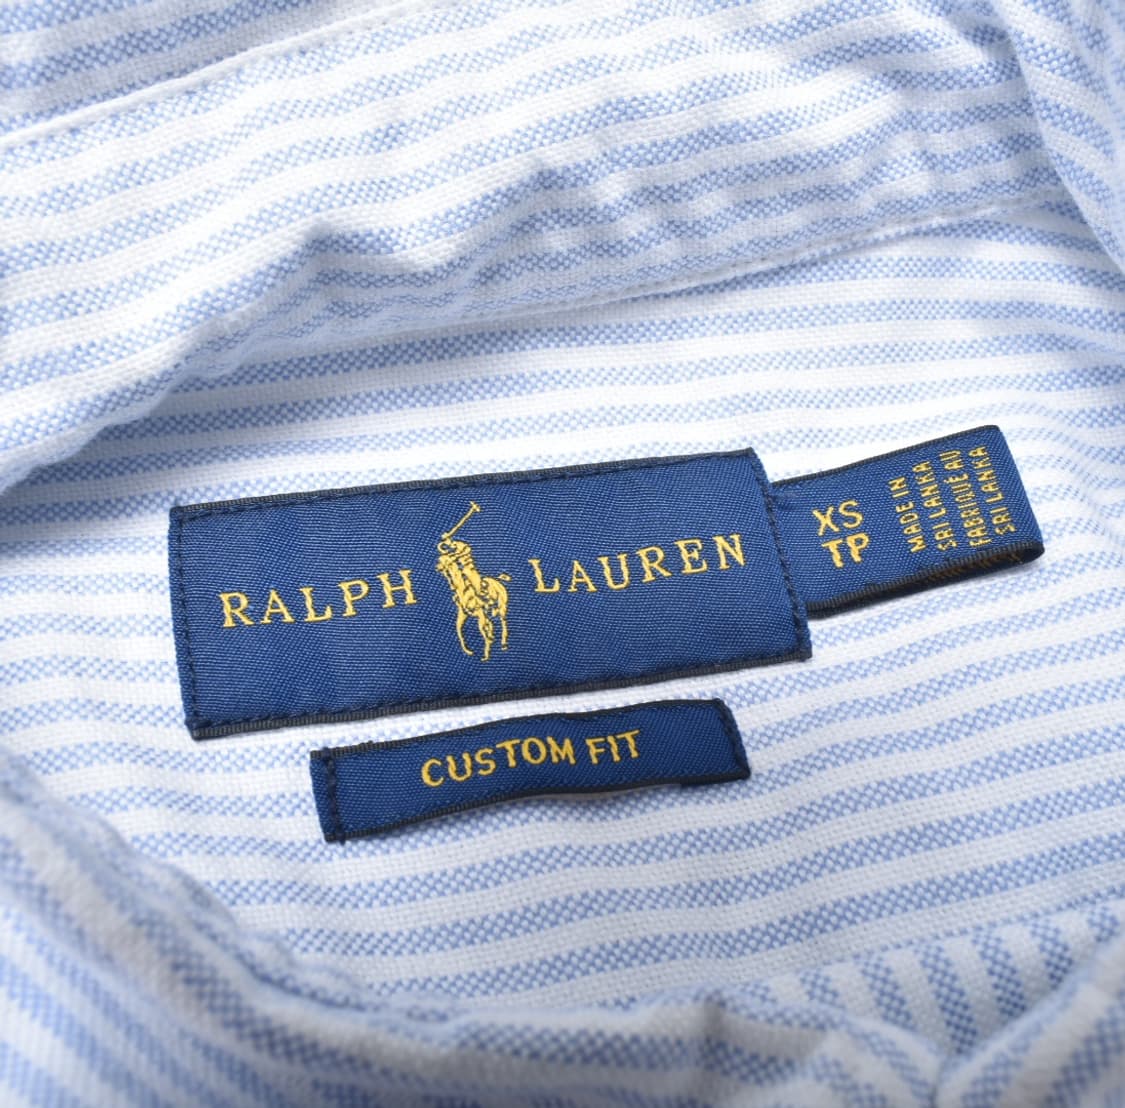 RALPH LAUREN
XS
TP
MADE IN
SRI LANKA
FABRIQUÉ AU
SRI LANKA
CUSTOM FIT